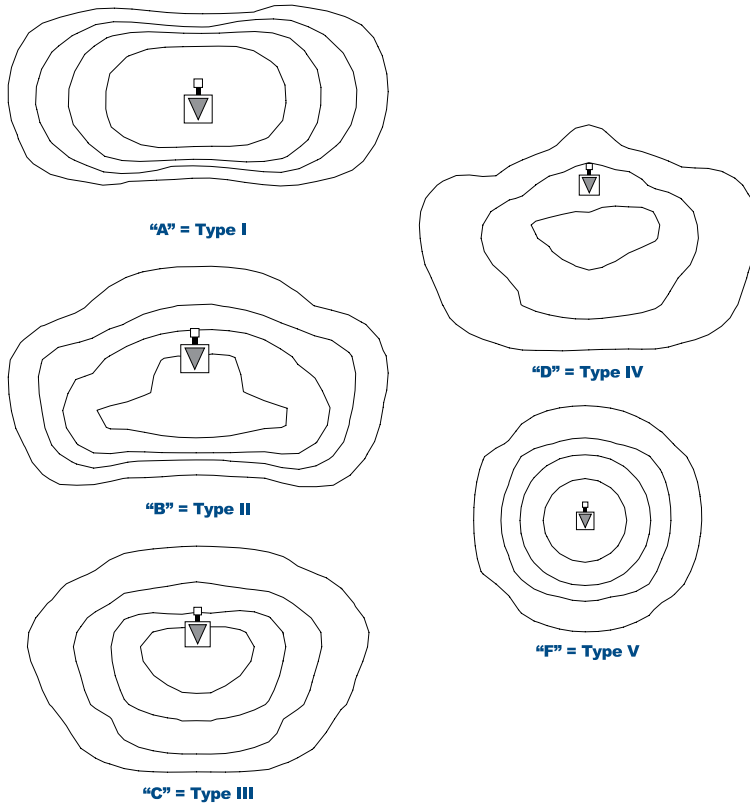 “A” = Type I
“B” = Type II
“C” = Type III
“D” = Type IV
“F” = Type V